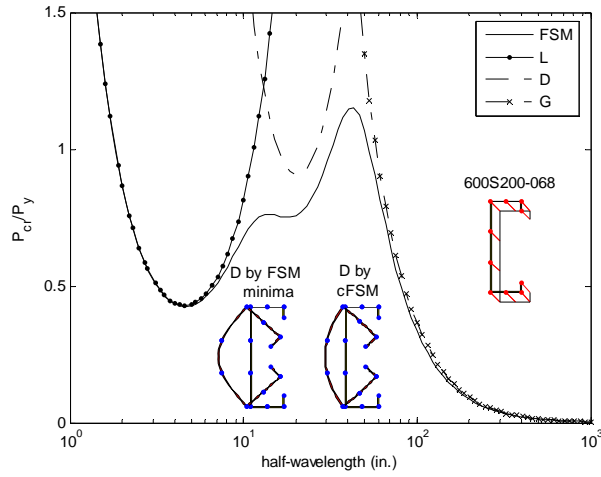 1.5
1
0.5
0
P_cr/P_y
FSM
L
D
G
600S200-068
D by FSM
minima
D by
cFSM
10^0
10^1
10^2
10^3
half-wavelength (in.)